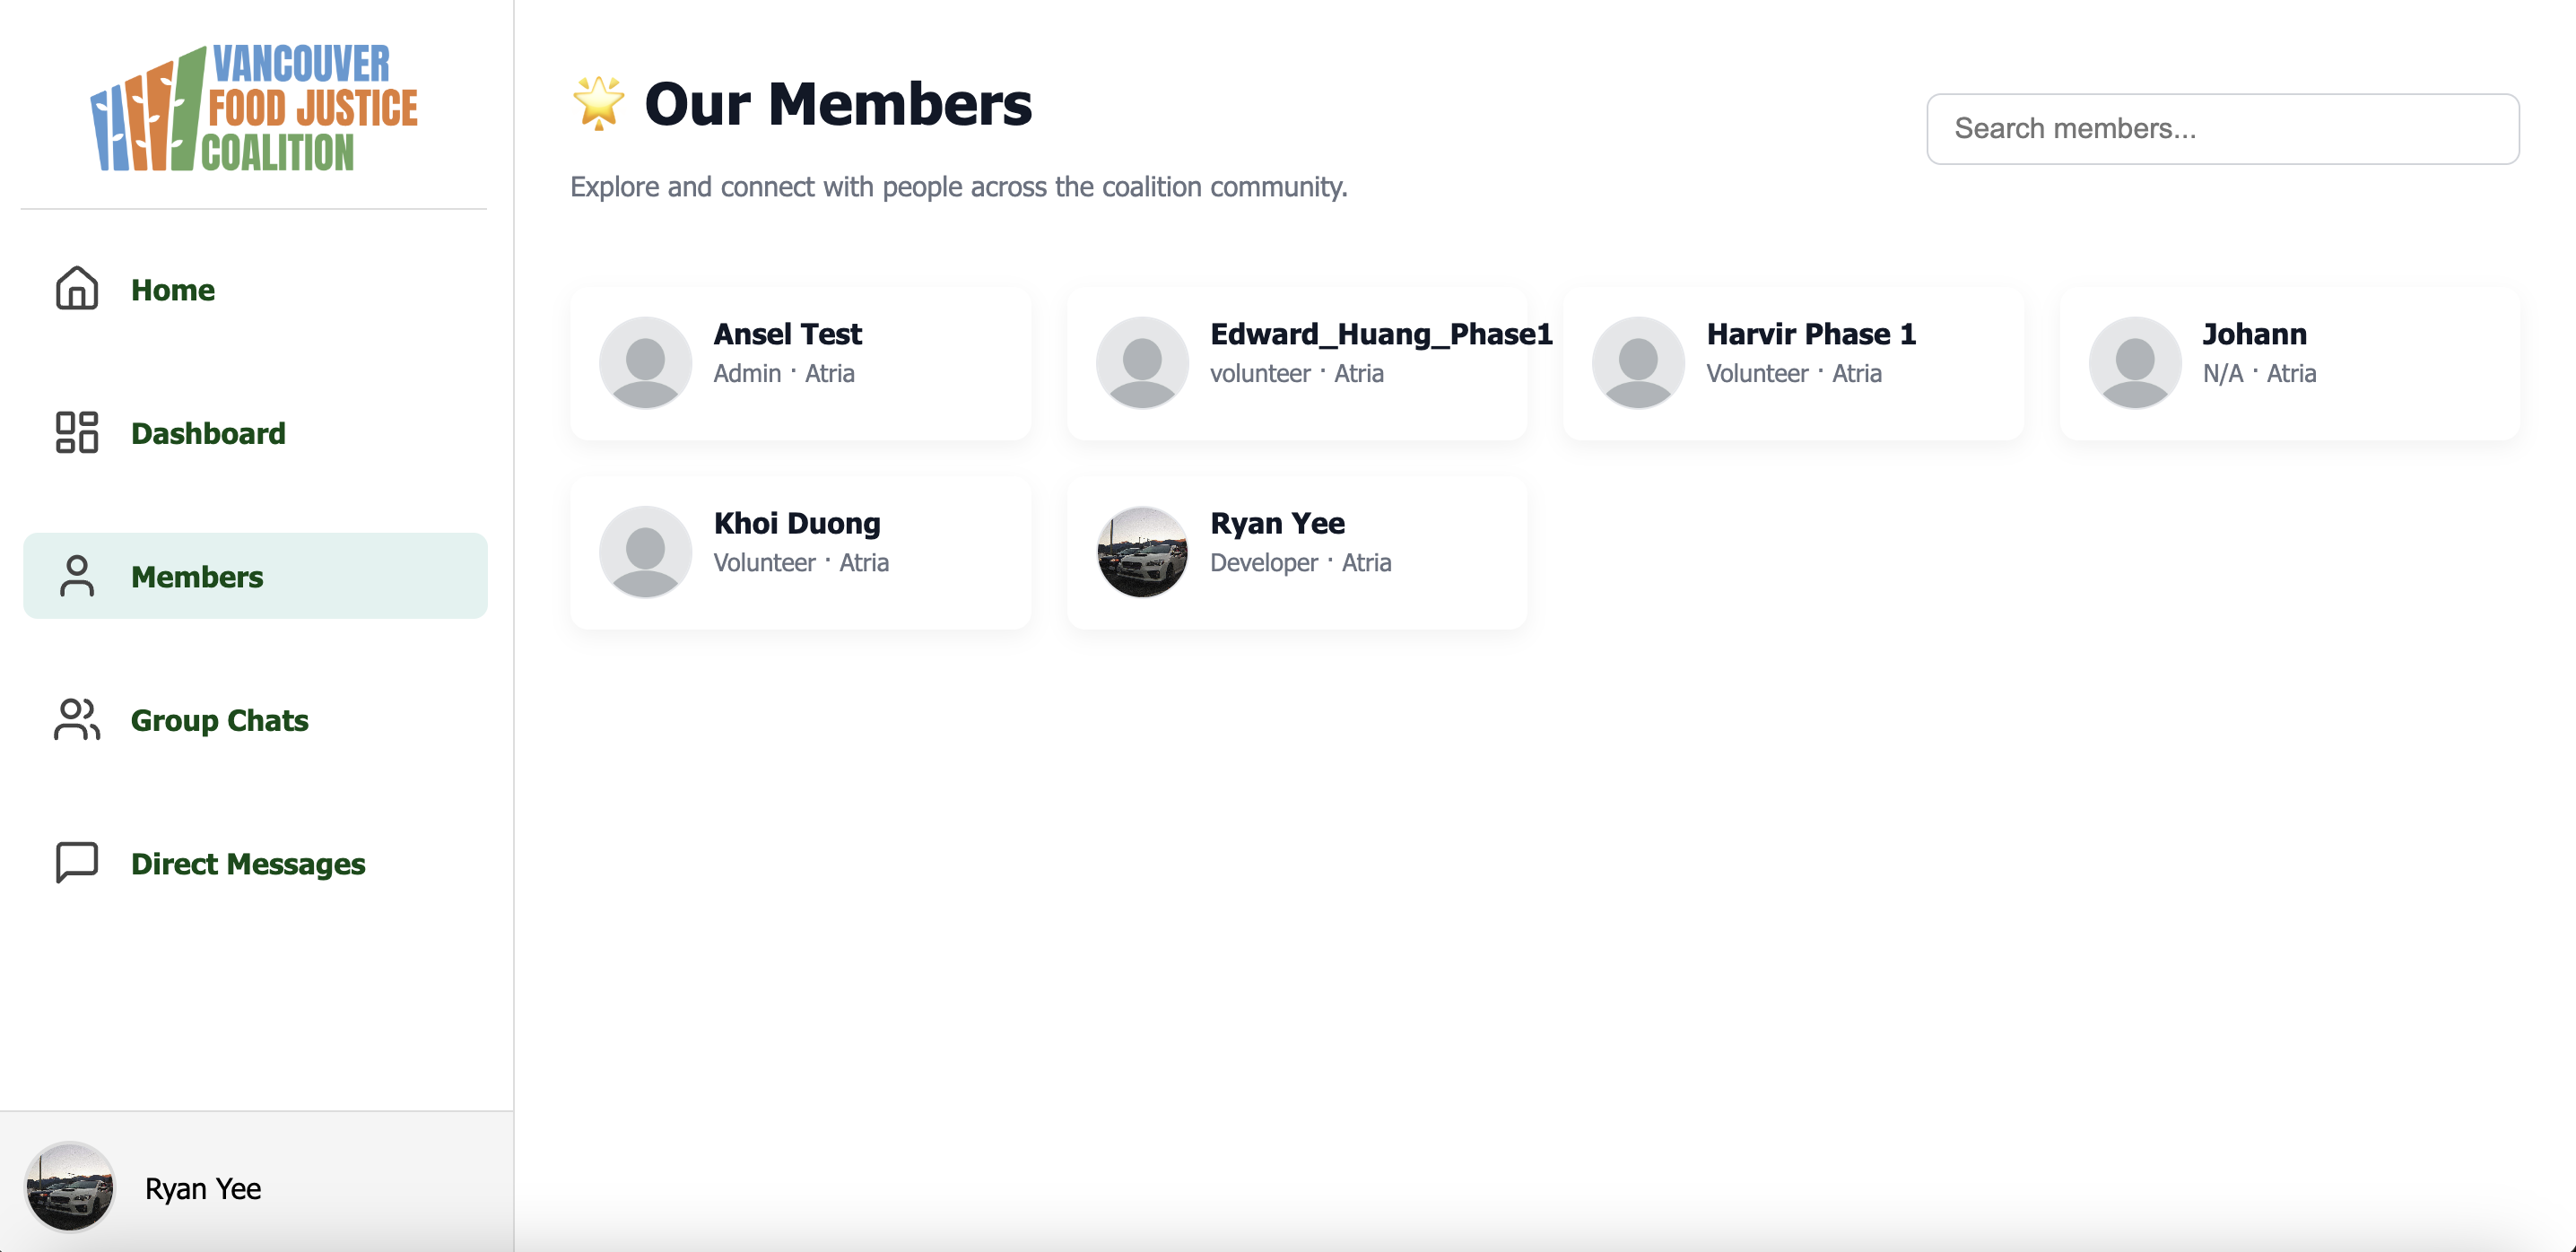 VANCOUVER
FOOD JUSTICE
COALITION
Home
Dashboard
Members
Group Chats
Direct Messages
Ryan Yee
🌟 Our Members
Explore and connect with people across the coalition community.
Search members...
Ansel Test
Admin · Atria
Edward_Huang_Phase1
volunteer · Atria
Harvir Phase 1
Volunteer · Atria
Johann
N/A · Atria
Khoi Duong
Volunteer · Atria
Ryan Yee
Developer · Atria